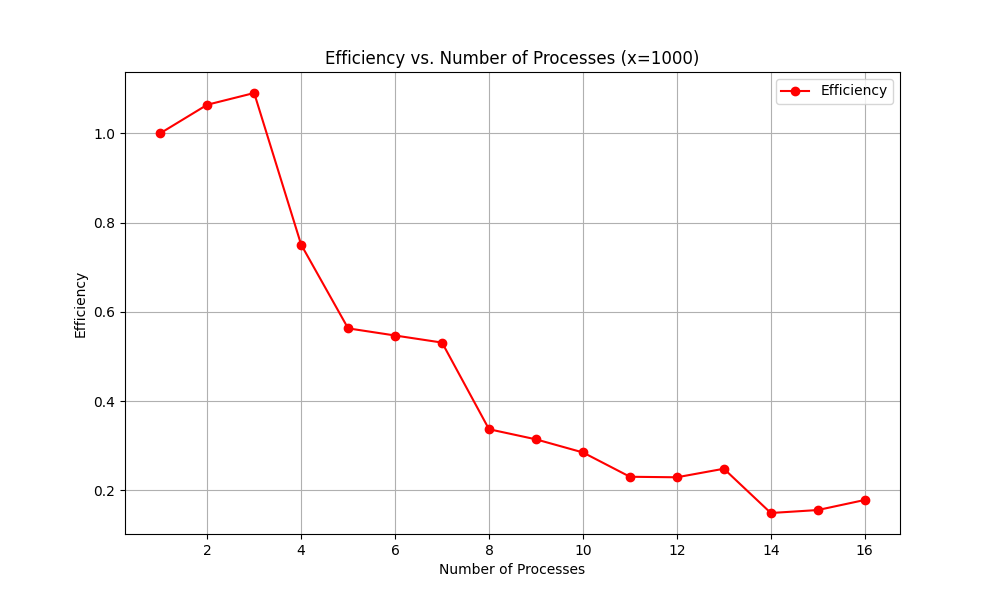 Efficiency vs. Number of Processes (x=1000)
Efficiency
1.0
0.8
0.6
0.4
0.2
Efficiency
2 4 6 8 10 12 14 16
Number of Processes